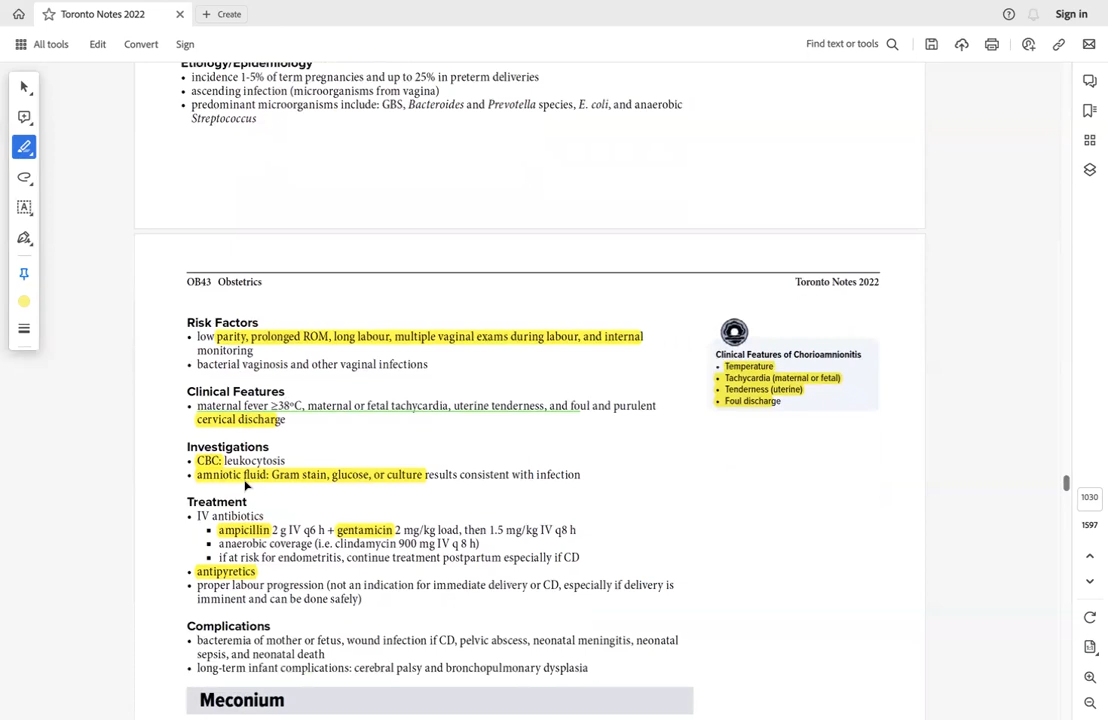 Toronto Notes 2022
Create
Sign in
All tools
Edit
Convert
Sign
Find text or tools
Etiology/Epidemiology
• incidence 1-5% of term pregnancies and up to 25% in preterm deliveries
• ascending infection (microorganisms from vagina)
• predominant microorganisms include: GBS, Bacteroides and Prevotella species, E. coli, and anaerobic
Streptococcus
OB43 Obstetrics
Toronto Notes 2022
Risk Factors
• low parity, prolonged ROM, long labour, multiple vaginal exams during labour, and internal
monitoring
• bacterial vaginosis and other vaginal infections
Clinical Features
• maternal fever ≥38ºC, maternal or fetal tachycardia, uterine tenderness, and foul and purulent
cervical discharge
Investigations
• CBC: leukocytosis
• amniotic fluid: Gram stain, glucose, or culture results consistent with infection
Treatment
• IV antibiotics
▪ ampicillin 2 g IV q6 h + gentamicin 2 mg/kg load, then 1.5 mg/kg IV q8 h
▪ anaerobic coverage (i.e. clindamycin 900 mg IV q 8 h)
▪ if at risk for endometritis, continue treatment postpartum especially if CD
• antipyretics
• proper labour progression (not an indication for immediate delivery or CD, especially if delivery is
imminent and can be done safely)
Complications
• bacteremia of mother or fetus, wound infection if CD, pelvic abscess, neonatal meningitis, neonatal
sepsis, and neonatal death
• long-term infant complications: cerebral palsy and bronchopulmonary dysplasia
Meconium
Clinical Features of Chorioamnionitis
• Temperature
• Tachycardia (maternal or fetal)
• Tenderness (uterine)
• Foul discharge
1030
1597